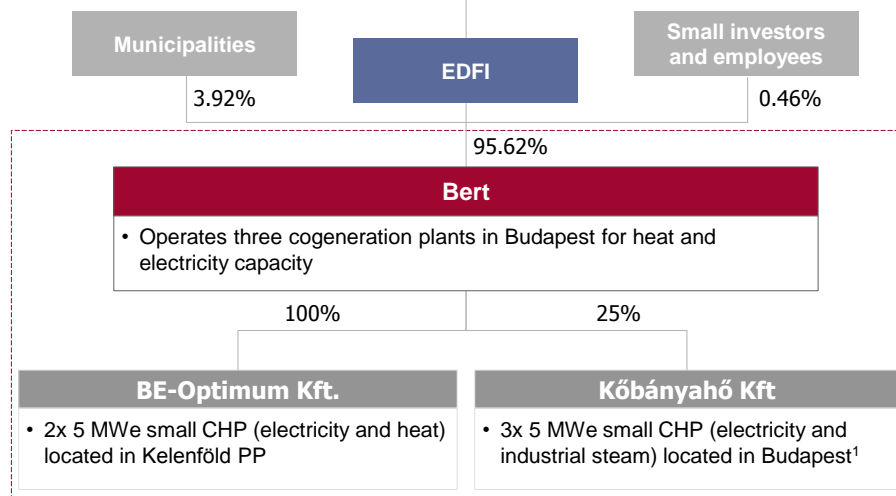 Municipalities
EDFI
Small investors
and employees
3.92%
0.46%
95.62%
Bert
• Operates three cogeneration plants in Budapest for heat and
electricity capacity
100%
25%
BE-Optimum Kft.
• 2x 5 MWe small CHP (electricity and heat)
located in Kelenföld PP
Kőbányahő Kft
• 3x 5 MWe small CHP (electricity and
industrial steam) located in Budapest¹